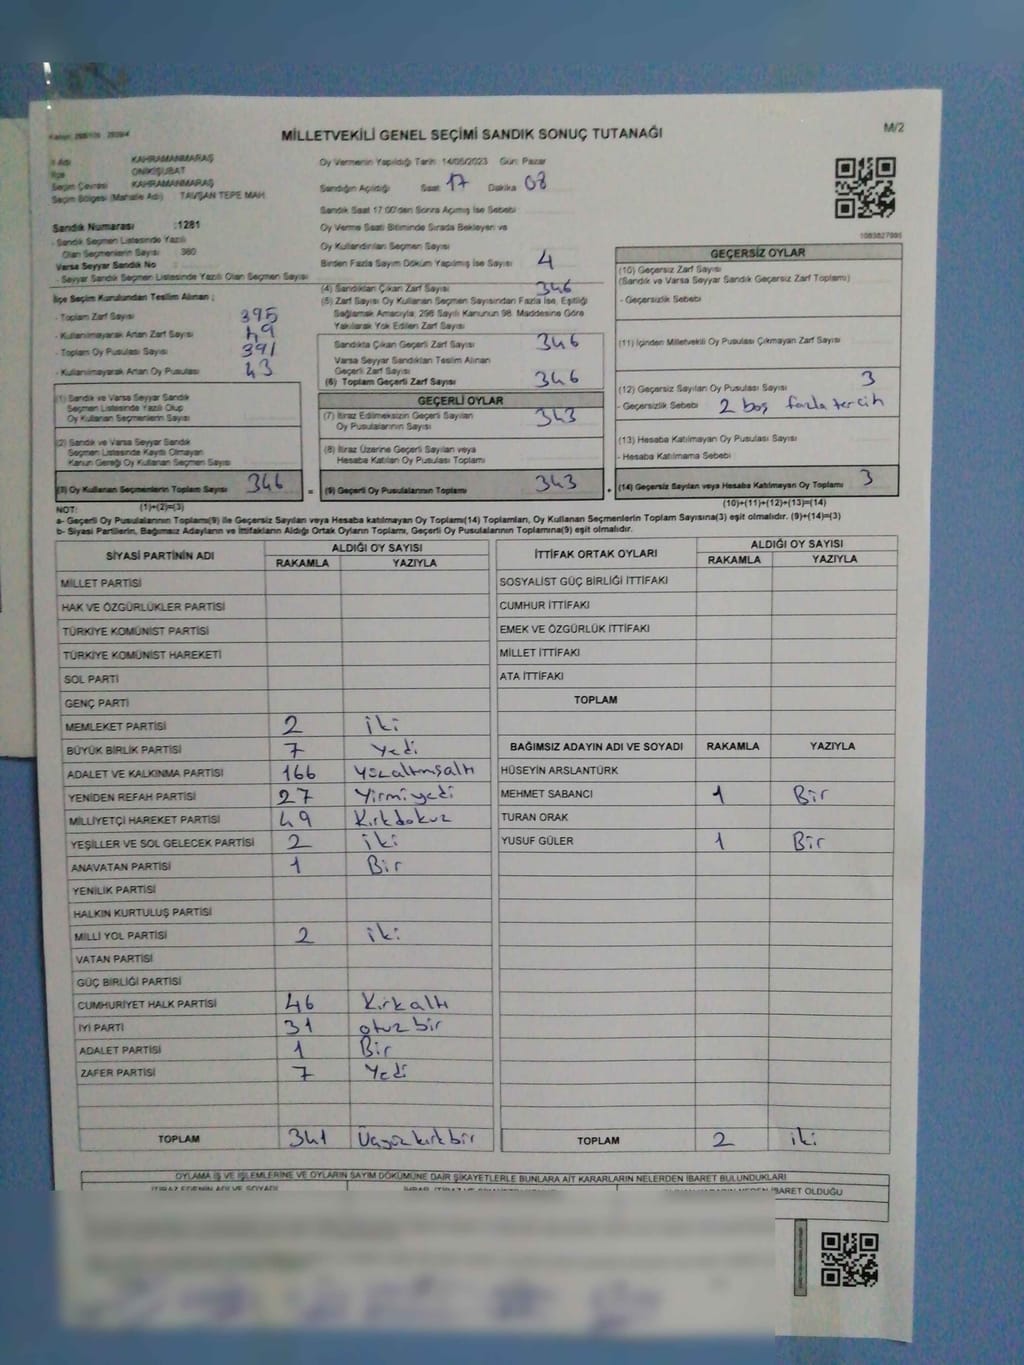 MİLLETVEKİLİ GENEL SEÇİMİ SANDIK SONUÇ TUTANAĞI
M/2
İl Adı KAHRAMANMARAŞ
İlçe ONİKİŞUBAT
Seçim Çevresi KAHRAMANMARAŞ
Seçim Bölgesi (Mahalle Adı) TAVŞAN TEPE MAH.
Oy Vermenin Yapıldığı Tarih 14/05/2023 Gün: Pazar
Sandığın Açıldığı Saat 17 Dakika 08
Sandık Saat 17:00'den Sonra Açılmış İse Sebebi
Sandık Numarası :1281
- Sandık Seçmen Listesinde Yazılı
Olan Seçmenlerin Sayısı : 380
Varsa Seyyar Sandık No
- Seyyar Sandık Seçmen Listesinde Yazılı Olan Seçmen Sayısı
Oy Verme Saati Bitiminde Sırada Bekleyen ve
Oy Kullandırılan Seçmen Sayısı
Birden Fazla Sayım Döküm Yapılmış İse Sayısı 4
İlçe Seçim Kurulundan Teslim Alınan ;
- Toplam Zarf Sayısı 395
- Kullanılmayarak Artan Zarf Sayısı 49
- Toplam Oy Pusulası Sayısı 391
- Kullanılmayarak Artan Oy Pusulası 43
(4) Sandıktan Çıkan Zarf Sayısı 346
(5) Zarf Sayısı Oy Kullanan Seçmen Sayısından Fazla İse, Eşitliği
Sağlamak Amacıyla, 298 Sayılı Kanunun 98. Maddesine Göre
Yakılarak Yok Edilen Zarf Sayısı
Sandıkta Çıkan Geçerli Zarf Sayısı 346
Varsa Seyyar Sandıktan Teslim Alınan
Geçerli Zarf Sayısı
(6) Toplam Geçerli Zarf Sayısı 346
GEÇERSİZ OYLAR
(10) Geçersiz Zarf Sayısı
(Sandık ve Varsa Seyyar Sandık Geçersiz Zarf Toplamı)
- Geçersizlik Sebebi
(11) İçinden Milletvekili Oy Pusulası Çıkmayan Zarf Sayısı
(12) Geçersiz Sayılan Oy Pusulası Sayısı 3
- Geçersizlik Sebebi 2 boş fazla tercih
(13) Hesaba Katılmayan Oy Pusulası Sayısı
- Hesaba Katılmama Sebebi
(14) Geçersiz Sayılan veya Hesaba Katılmayan Oy Toplamı 3
(10)+(11)+(12)+(13)=(14)
(1) Sandık ve Varsa Seyyar Sandık
Seçmen Listesinde Yazılı Olup
Oy Kullanan Seçmenlerin Sayısı
(2) Sandık ve Varsa Seyyar Sandık
Seçmen Listesinde Kaydı Olmayan
Kanun Gereği Oy Kullanan Seçmen Sayısı
(3) Oy Kullanan Seçmenlerin Toplam Sayısı 346
(1)+(2)=(3)
GEÇERLİ OYLAR
(7) İtiraz Edilmeksizin Geçerli Sayılan
Oy Pusulalarının Sayısı 343
(8) İtiraz Üzerine Geçerli Sayılan veya
Hesaba Katılan Oy Pusulası Toplamı
= (9) Geçerli Oy Pusulalarının Toplamı 343 +
NOT:
a- Geçerli Oy Pusulalarının Toplamı(9) ile Geçersiz Sayılan veya Hesaba katılmayan Oy Toplamı(14) Toplamları, Oy Kullanan Seçmenlerin Toplam Sayısına(3) eşit olmalıdır. (9)+(14)=(3)
b- Siyasi Partilerin, Bağımsız Adayların ve İttifakların Aldığı Ortak Oyların Toplamı, Geçerli Oy Pusulalarının Toplamına(9) eşit olmalıdır.
SİYASİ PARTİNİN ADI ALDIĞI OY SAYISI
RAKAMLA YAZIYLA
MİLLET PARTİSİ
HAK VE ÖZGÜRLÜKLER PARTİSİ
TÜRKİYE KOMÜNİST PARTİSİ
TÜRKİYE KOMÜNİST HAREKETİ
SOL PARTİ
GENÇ PARTİ
MEMLEKET PARTİSİ 2 iki
BÜYÜK BİRLİK PARTİSİ 7 Yedi
ADALET VE KALKINMA PARTİSİ 166 Yüzaltmışaltı
YENİDEN REFAH PARTİSİ 27 Yirmiyedi
MİLLİYETÇİ HAREKET PARTİSİ 49 Kırkdokuz
YEŞİLLER VE SOL GELECEK PARTİSİ 2 iki
ANAVATAN PARTİSİ 1 Bir
YENİLİK PARTİSİ
HALKIN KURTULUŞ PARTİSİ
MİLLİ YOL PARTİSİ 2 iki
VATAN PARTİSİ
GÜÇ BİRLİĞİ PARTİSİ
CUMHURİYET HALK PARTİSİ 46 Kırkaltı
İYİ PARTİ 31 otuzbir
ADALET PARTİSİ 1 Bir
ZAFER PARTİSİ 7 Yedi
TOPLAM 341 Üçyüzkırkbir
İTTİFAK ORTAK OYLARI ALDIĞI OY SAYISI
RAKAMLA YAZIYLA
SOSYALİST GÜÇ BİRLİĞİ İTTİFAKI
CUMHUR İTTİFAKI
EMEK VE ÖZGÜRLÜK İTTİFAKI
MİLLET İTTİFAKI
ATA İTTİFAKI
TOPLAM
BAĞIMSIZ ADAYIN ADI VE SOYADI RAKAMLA YAZIYLA
HÜSEYİN ARSLANTÜRK
MEHMET SABANCI 1 Bir
TURAN ORAK
YUSUF GÜLER 1 Bir
TOPLAM 2 iki
OYLAMA İŞ VE İŞLEMLERİNE VE OYLARIN SAYIM DÖKÜMÜNE DAİR ŞİKAYETLERLE BUNLARA AİT KARARLARIN NELERDEN İBARET BULUNDUKLARI
İTİRAZ EDENİN ADI VE SOYADI
İBARET OLDUĞU